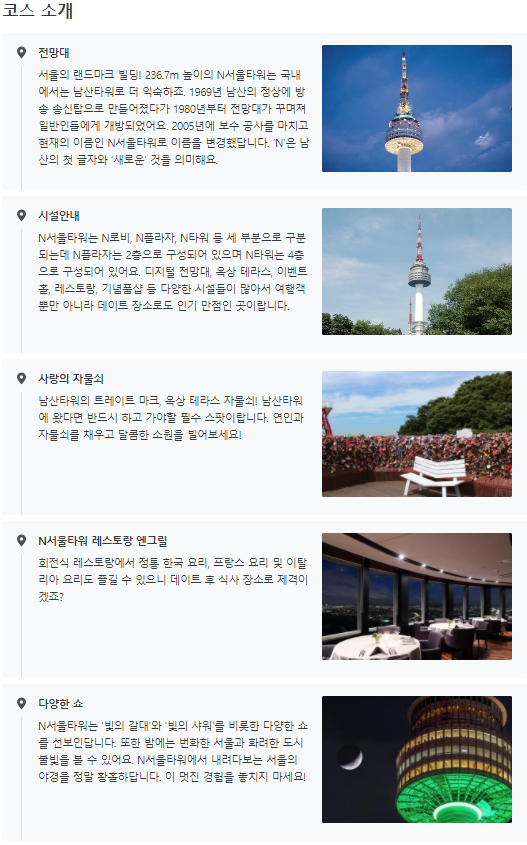 코스 소개
전망대
서울의 랜드마크 빌딩! 236.7m 높이의 N서울타워는 국내
에서는 남산타워로 더 익숙하죠. 1969년 남산의 정상에 방
송 송신탑으로 만들어졌다가 1980년부터 전망대가 꾸며져
일반인들에게 개방되었어요. 2005년에 보수 공사를 마치고
현재의 이름인 N서울타워로 이름을 변경했답니다. 'N'은 남
산의 첫 글자와 '새로운' 것을 의미해요.
시설안내
N서울타워는 N로비, N플라자, N타워 등 세 부분으로 구분
되는데 N플라자는 2층으로 구성되어 있으며 N타워는 4층
으로 구성되어 있어요. 디지털 전망대, 옥상 테라스, 이벤트
홀, 레스토랑, 기념품샵 등 다양한 시설들이 많아서 여행객
뿐만 아니라 데이트 장소로도 인기 만점인 곳이랍니다.
사랑의 자물쇠
남산타워의 트레이트 마크, 옥상 테라스 자물쇠! 남산타워
에 왔다면 반드시 하고 가야할 필수 스팟이랍니다. 연인과
자물쇠를 채우고 달콤한 소원을 빌어보세요!
N서울타워 레스토랑 엔그릴
회전식 레스토랑에서 정통 한국 요리, 프랑스 요리 및 이탈
리아 요리도 즐길 수 있으니 데이트 후 식사 장소로 제격이
겠죠?
다양한 쇼
N서울타워는 '빛의 갈대'와 '빛의 샤워'를 비롯한 다양한 쇼
를 선보인답니다. 또한 밤에는 번화한 서울과 화려한 도시
불빛을 볼 수 있어요. N서울타워에서 내려다보는 서울의
야경을 정말 황홀하답니다. 이 멋진 경험을 놓치지 마세요!